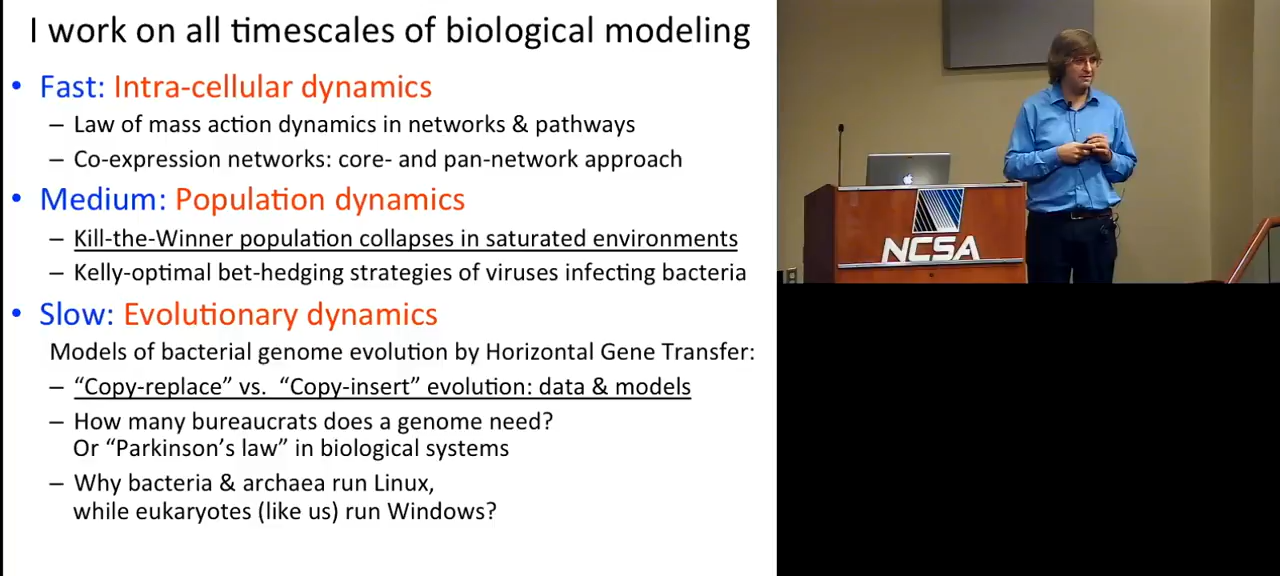 I work on all timescales of biological modeling
• Fast: Intra-cellular dynamics
– Law of mass action dynamics in networks & pathways
– Co-expression networks: core- and pan-network approach
• Medium: Population dynamics
– Kill-the-Winner population collapses in saturated environments
– Kelly-optimal bet-hedging strategies of viruses infecting bacteria
• Slow: Evolutionary dynamics
Models of bacterial genome evolution by Horizontal Gene Transfer:
– “Copy-replace” vs. “Copy-insert” evolution: data & models
– How many bureaucrats does a genome need?
Or “Parkinson’s law” in biological systems
– Why bacteria & archaea run Linux,
while eukaryotes (like us) run Windows?
NCSA